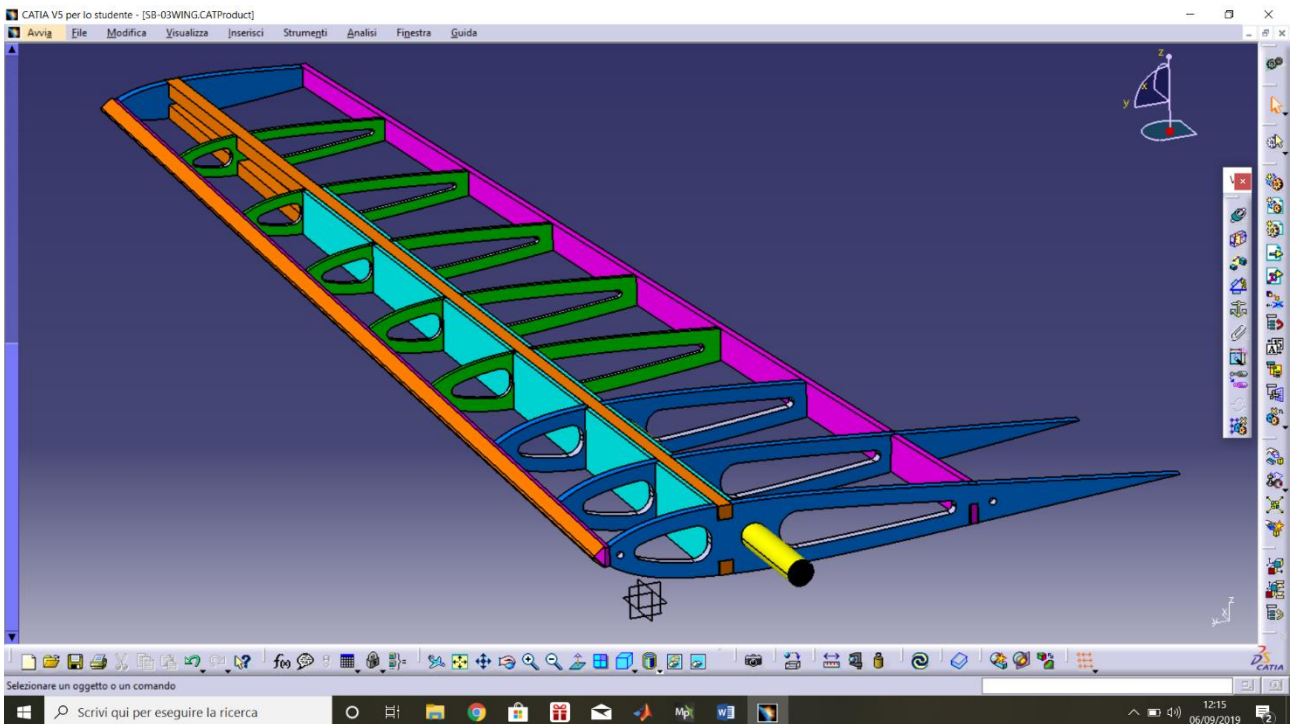 CATIA V5 per lo studente - [SB-03WING.CATProduct]
Avvia File Modifica Visualizza Inserisci Strumenti Analisi Finestra Guida
z
x
y
z
x
y
CATIA
Selezionare un oggetto o un comando
Scrivi qui per eseguire la ricerca
12:15
06/09/2019